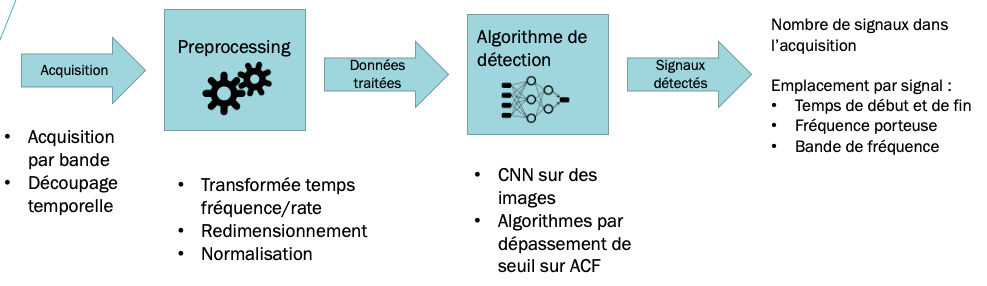 Acquisition
• Acquisition
par bande
• Découpage
temporelle
Preprocessing
• Transformée temps
fréquence/rate
• Redimensionnement
• Normalisation
Données
traitées
Algorithme de
détection
• CNN sur des
images
• Algorithmes par
dépassement de
seuil sur ACF
Signaux
détectés
Nombre de signaux dans
l'acquisition
Emplacement par signal :
• Temps de début et de fin
• Fréquence porteuse
• Bande de fréquence